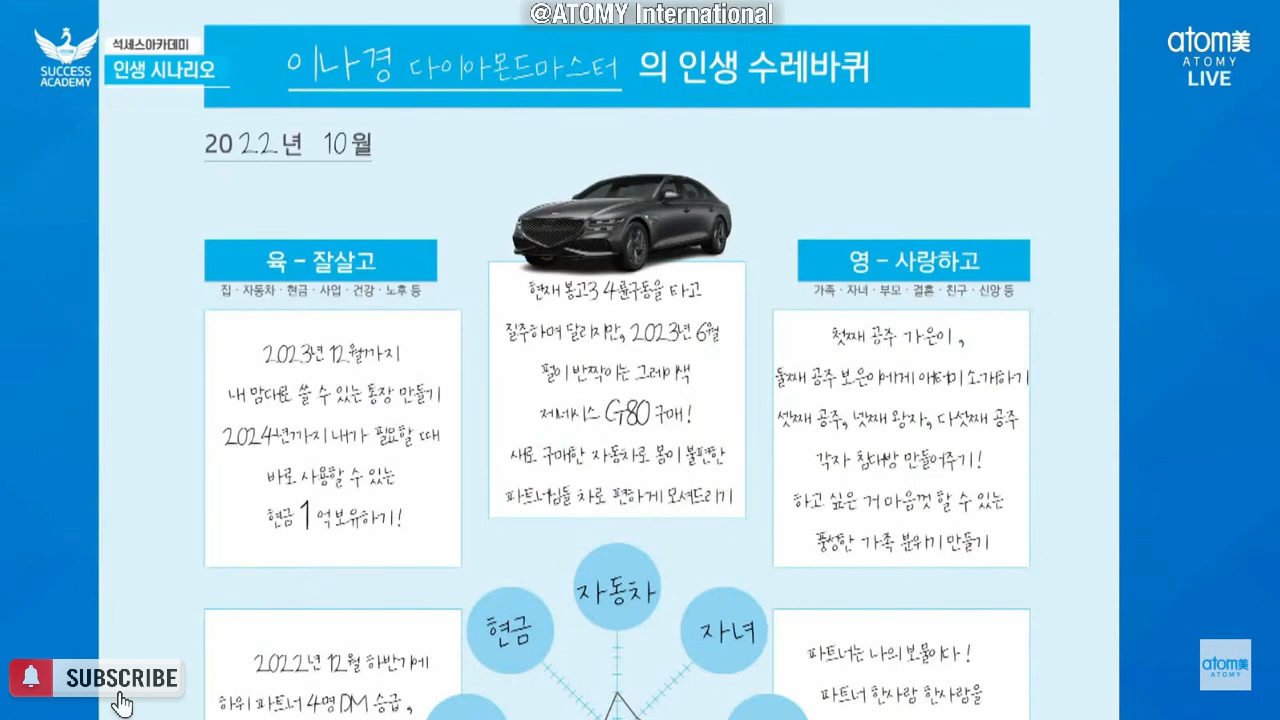 @ATOMY International
SUCCESS
ACADEMY
석세스아카데미
인생 시나리오
이나경 다이아몬드마스터 의 인생 수레바퀴
atom美
ATOMY
LIVE
2022년 10월
육 - 잘살고
집 · 자동차 · 현금 · 사업 · 건강 · 노후 등
2023년 12월까지
내 맘대로 쓸 수 있는 통장 만들기
2024년까지 내가 필요할 때
바로 사용할 수 있는
현금 1억 보유하기!
현재 봉고3 4륜구동을 타고
질주하며 달리지만, 2023년 6월
펄이 반짝이는 그레이색
제네시스 G80 구매!
새로 구매한 자동차로 몸이 불편한
파트너님들 차로 편하게 모셔드리기
영 - 사랑하고
가족 · 자녀 · 부모 · 결혼 · 친구 · 신앙 등
첫째 공주 가은이,
둘째 공주 보은이에게 애터미 소개하기
셋째 공주, 넷째 왕자, 다섯째 공주
각자 침대방 만들어주기!
하고 싶은 거 마음껏 할 수 있는
풍성한 가족 분위기 만들기
현금
자동차
자녀
2022년 12월 하반기에
하위 파트너 4명 DM 승급,
파트너는 나의 보물이다!
파트너 한사람 한사람을
SUBSCRIBE
atom美
ATOMY